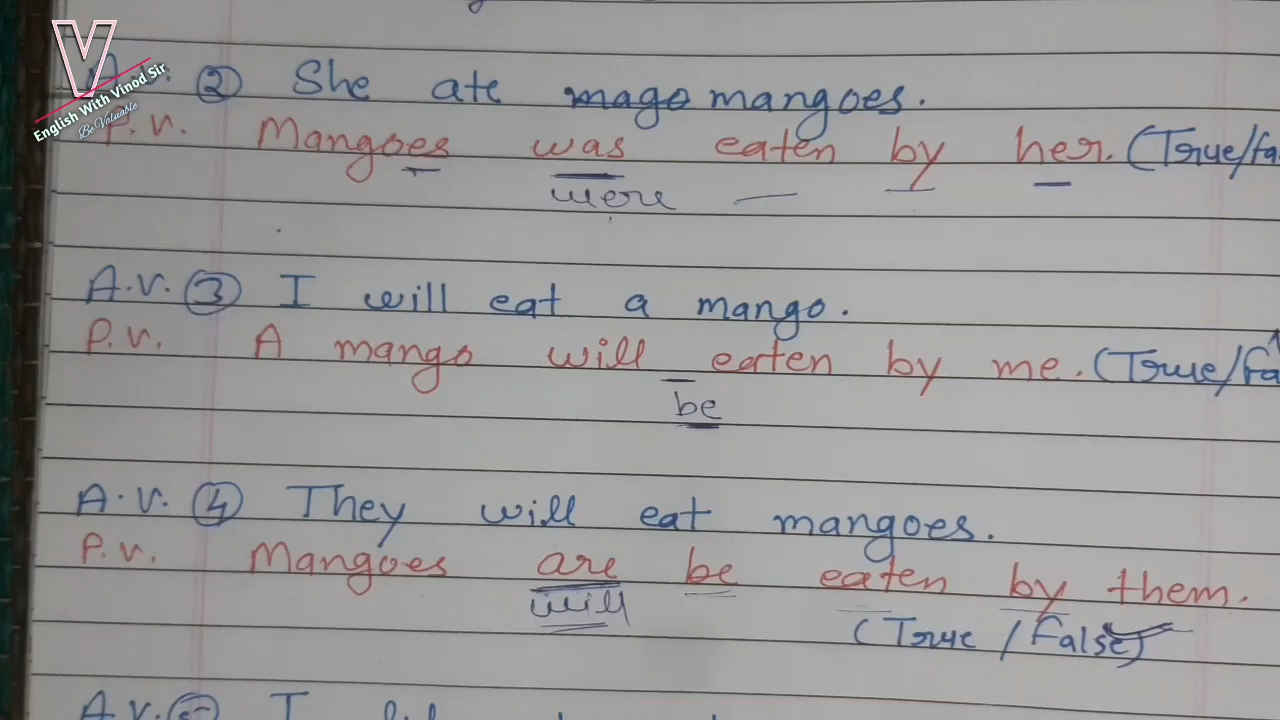 A.V. ② She ate mago mangoes.
P.V. Mangoes was eaten by her. (True/Fa
were
A.V. ③ I will eat a mango.
P.V. A mango will eaten by me. (True/Fa
be
A.V. ④ They will eat mangoes.
P.V. Mangoes are be eaten by them.
will
(True / False)
A.V. I
V
English With Vinod Sir
Be Valuable